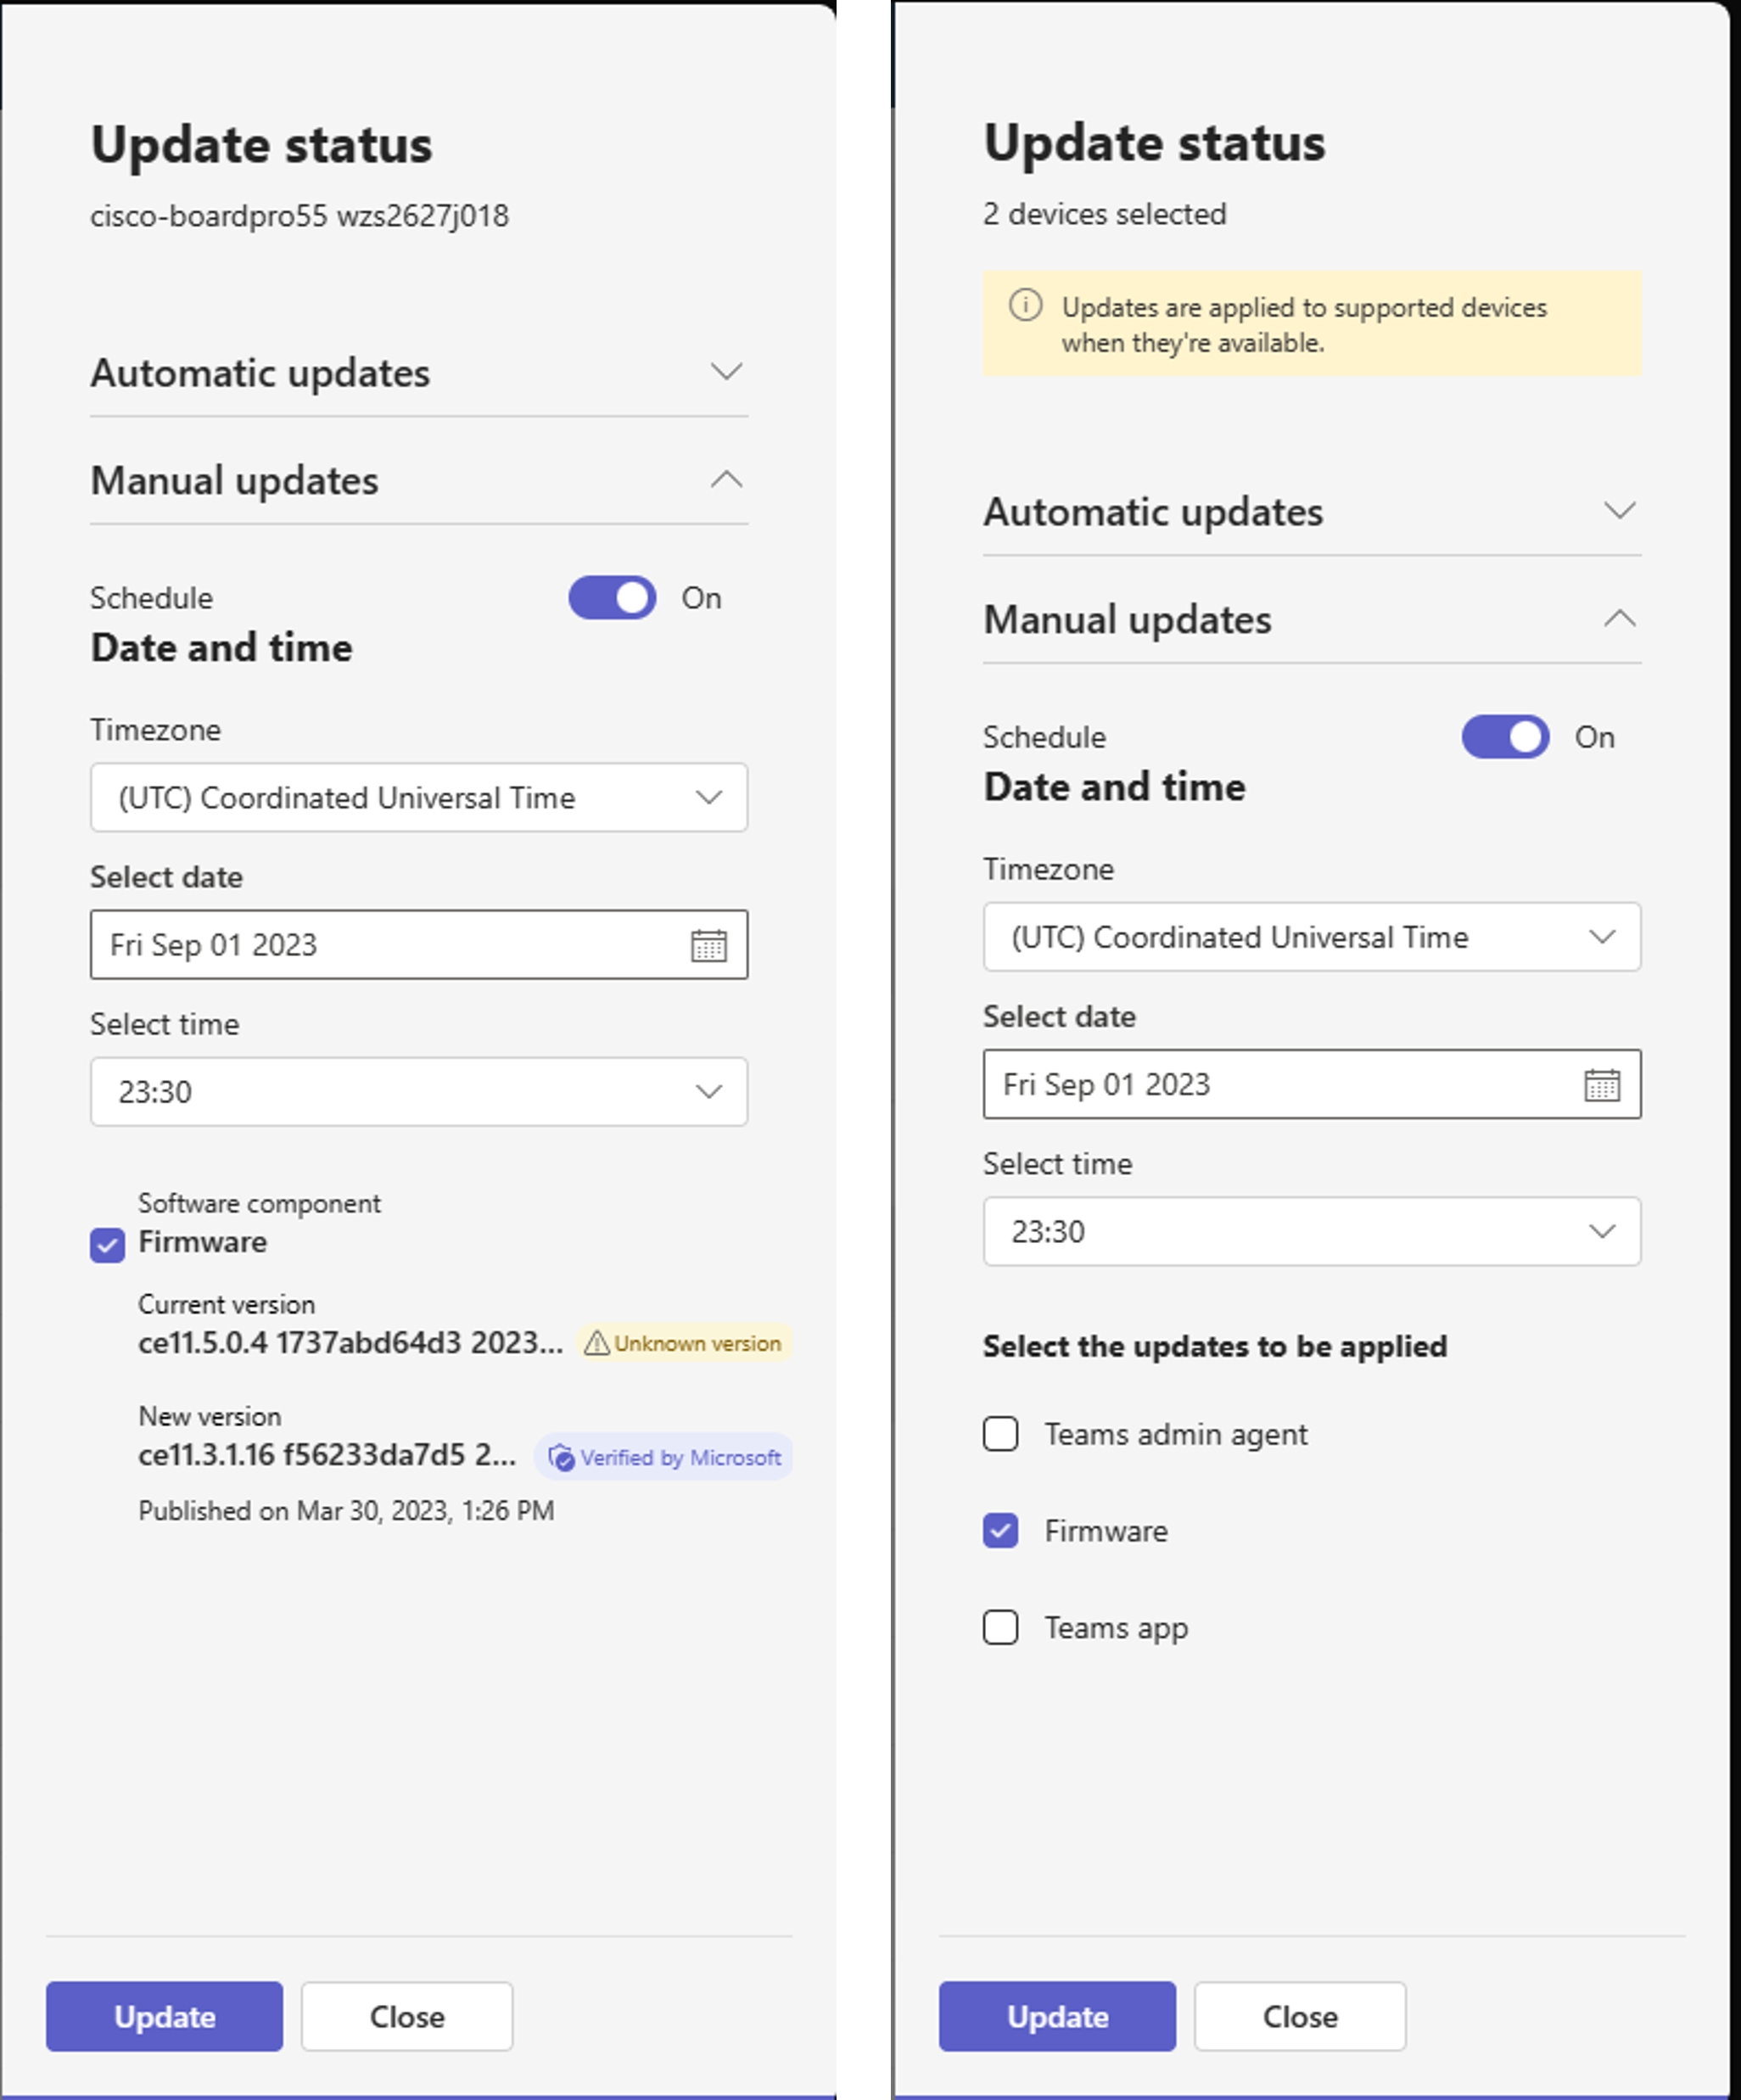 Update status
cisco-boardpro55 wzs2627j018
Automatic updates
Manual updates
Schedule On
Date and time
Timezone
(UTC) Coordinated Universal Time
Select date
Fri Sep 01 2023
Select time
23:30
Software component
Firmware
Current version
ce11.5.0.4 1737abd64d3 2023... Unknown version
New version
ce11.3.1.16 f56233da7d5 2... Verified by Microsoft
Published on Mar 30, 2023, 1:26 PM
Update Close
Update status
2 devices selected
Updates are applied to supported devices
when they're available.
Automatic updates
Manual updates
Schedule On
Date and time
Timezone
(UTC) Coordinated Universal Time
Select date
Fri Sep 01 2023
Select time
23:30
Select the updates to be applied
Teams admin agent
Firmware
Teams app
Update Close